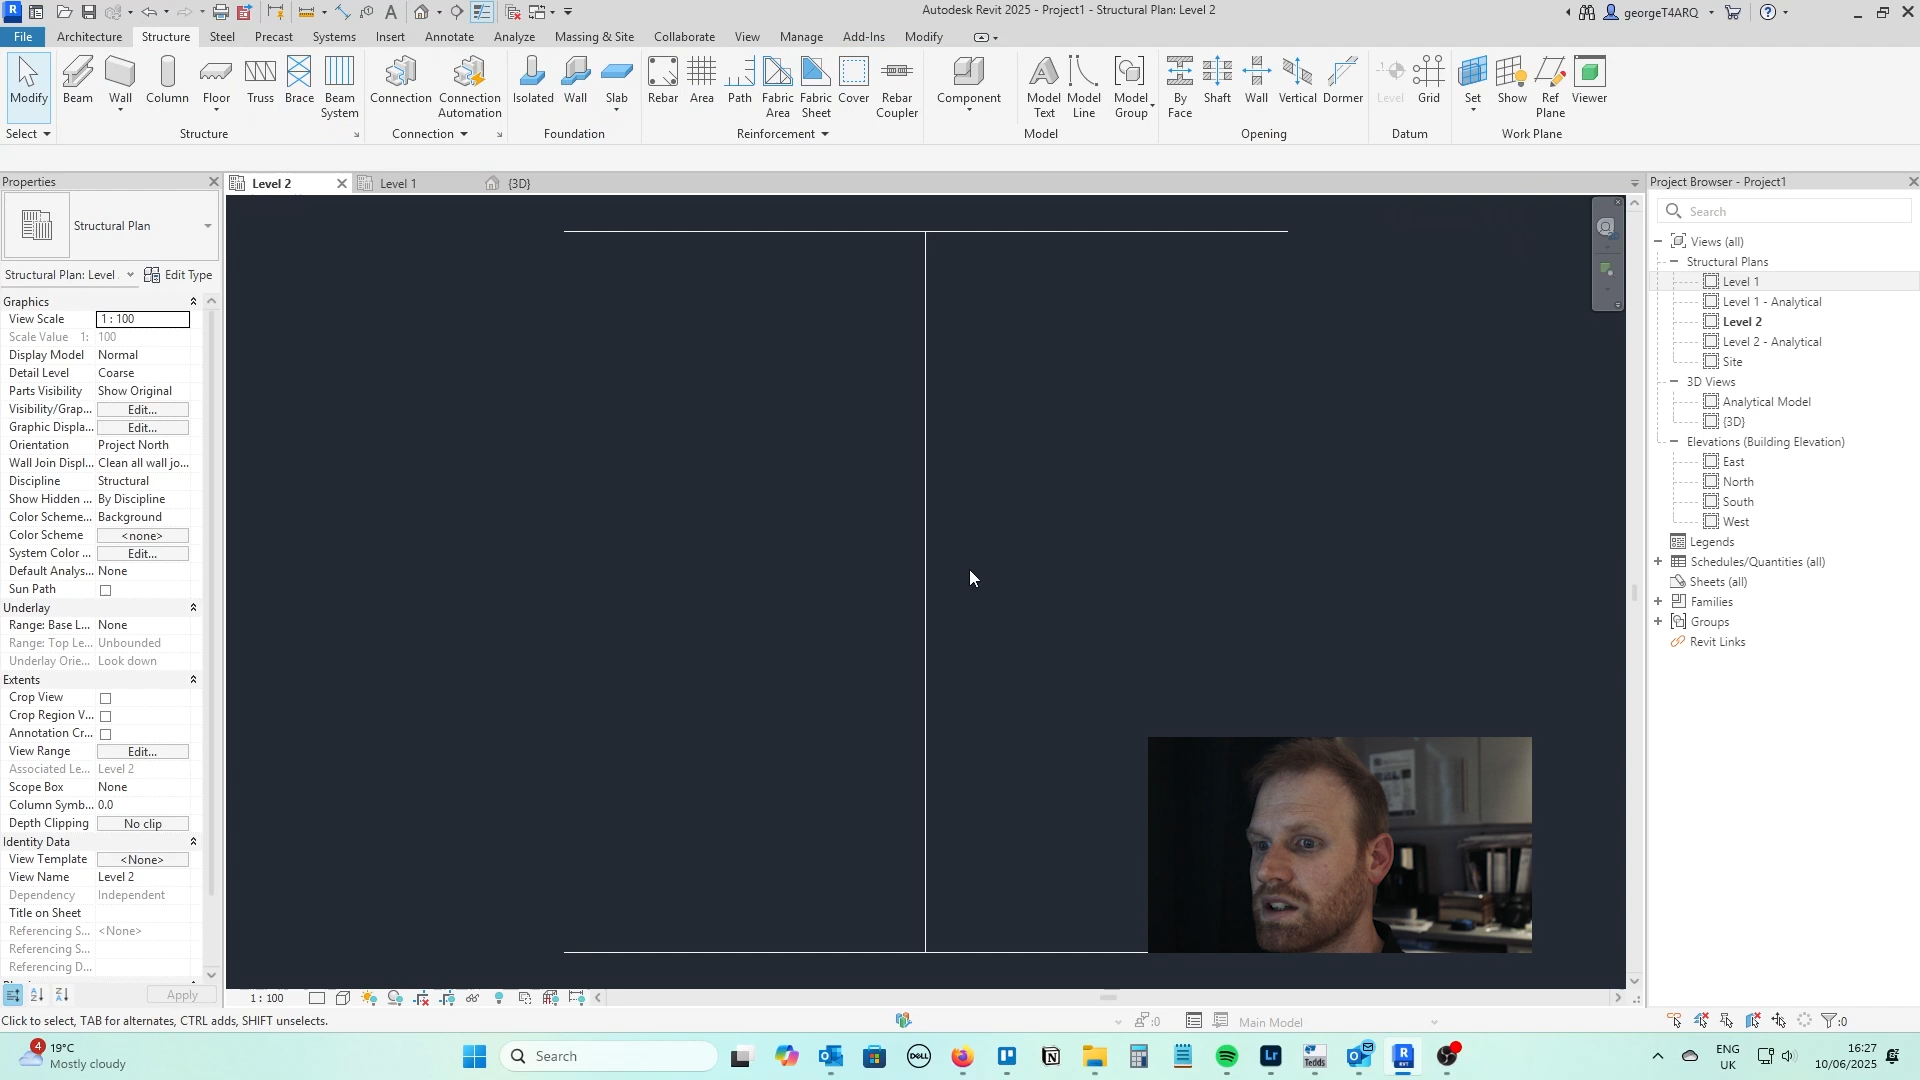 Autodesk Revit 2025 - Project1 - Structural Plan: Level 2
georgeT4ARQ
File Architecture Structure Steel Precast Systems Insert Annotate Analyze Massing & Site Collaborate View Manage Add-Ins Modify
Modify Beam Wall Column Floor Truss Brace Beam System Connection Connection Automation Isolated Wall Slab Rebar Area Path Fabric Area Fabric Sheet Cover Rebar Coupler Component Model Text Model Line Model Group By Face Shaft Wall Vertical Dormer Level Grid Set Show Ref Plane Viewer
Select Structure Connection Foundation Reinforcement Model Opening Datum Work Plane
Properties
Level 2 Level 1 {3D}
Project Browser - Project1
Structural Plan
Structural Plan: Level Edit Type
Graphics
View Scale 1 : 100
Scale Value 1: 100
Display Model Normal
Detail Level Coarse
Parts Visibility Show Original
Visibility/Grap... Edit...
Graphic Displa... Edit...
Orientation Project North
Wall Join Displ... Clean all wall jo...
Discipline Structural
Show Hidden ... By Discipline
Color Scheme... Background
Color Scheme <none>
System Color ... Edit...
Default Analys... None
Sun Path
Underlay
Range: Base L... None
Range: Top Le... Unbounded
Underlay Orie... Look down
Extents
Crop View
Crop Region V...
Annotation Cr...
View Range Edit...
Associated Le... Level 2
Scope Box None
Column Symb... 0.0
Depth Clipping No clip
Identity Data
View Template <None>
View Name Level 2
Dependency Independent
Title on Sheet
Referencing S... <None>
Referencing S...
Referencing D...
Apply
Search
Views (all)
Structural Plans
Level 1
Level 1 - Analytical
Level 2
Level 2 - Analytical
Site
3D Views
Analytical Model
{3D}
Elevations (Building Elevation)
East
North
South
West
Legends
Schedules/Quantities (all)
Sheets (all)
Families
Groups
Revit Links
1 : 100
Click to select, TAB for alternates, CTRL adds, SHIFT unselects.
:0
Main Model
:0
4
19°C
Mostly cloudy
Search
DELL
Lr
Tedds
R
RVT
ENG
UK
16:27
10/06/2025